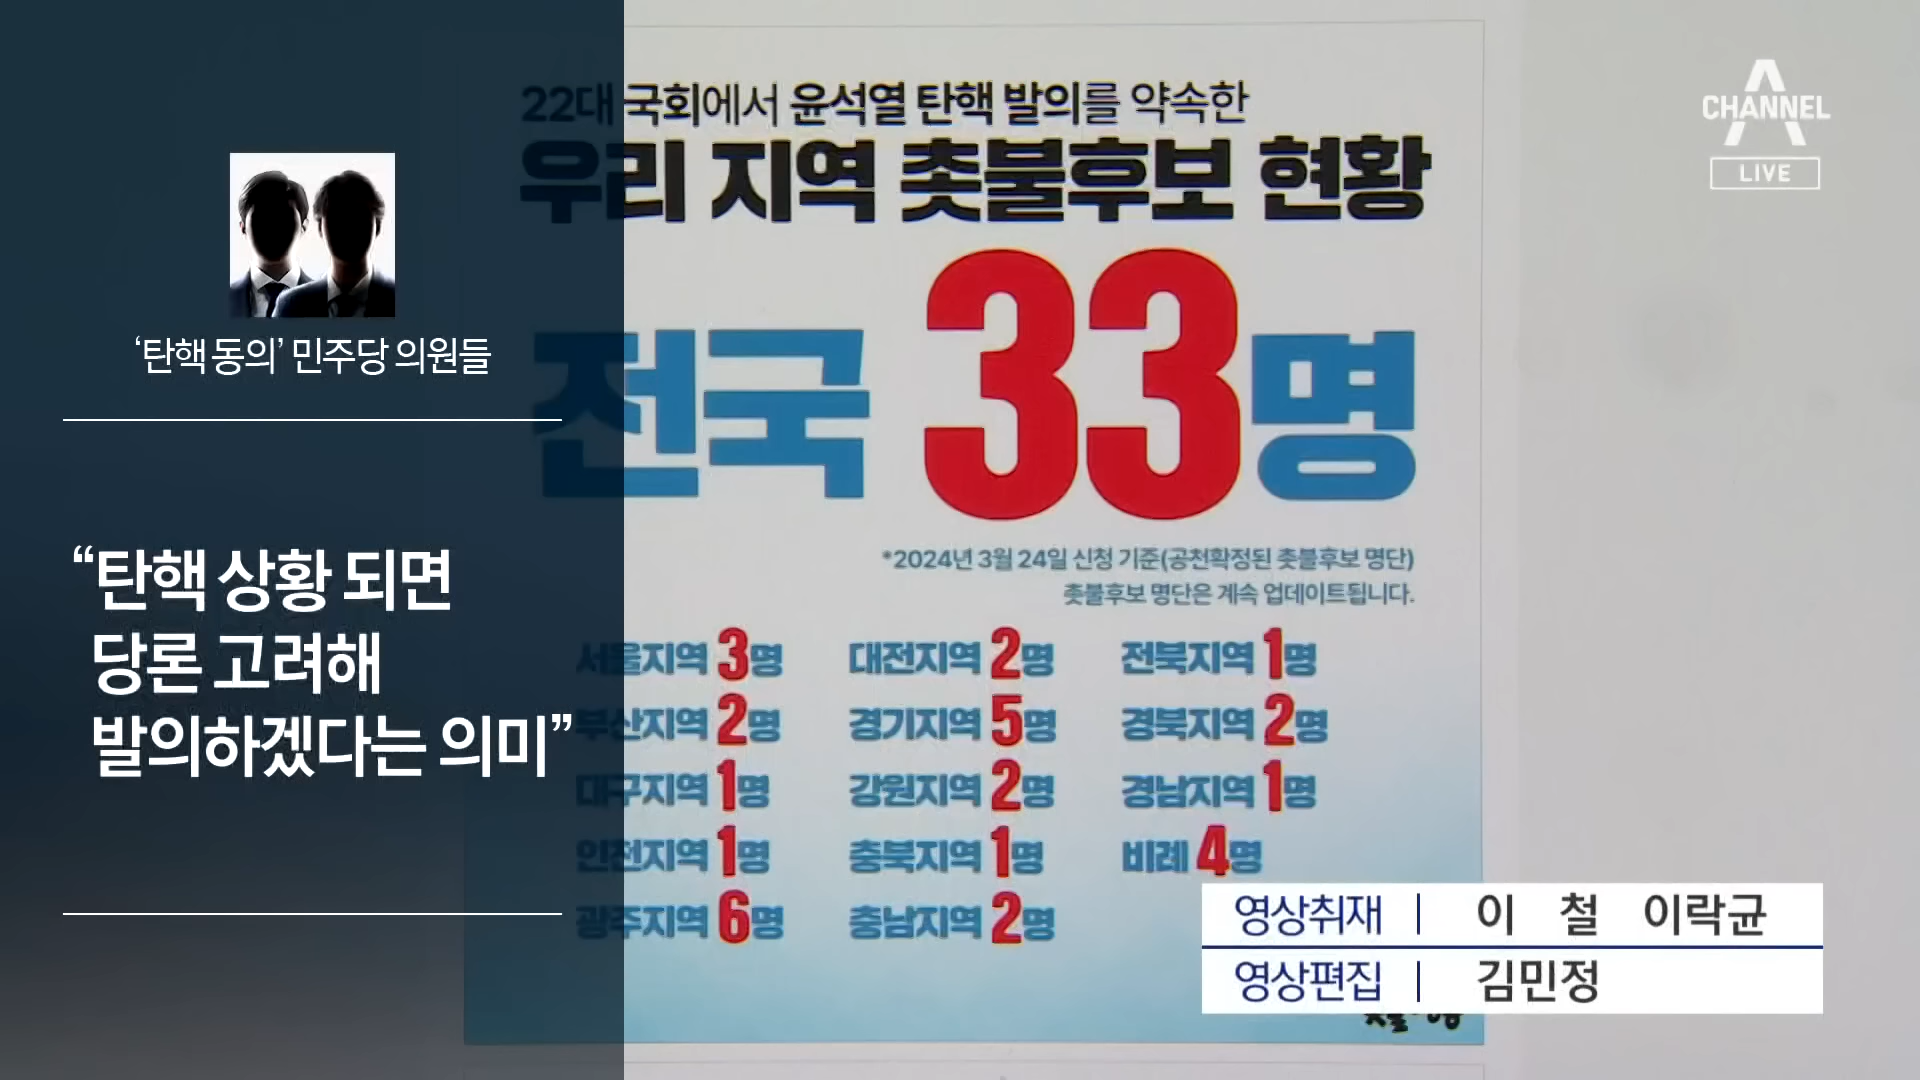 CHANNEL A
LIVE
22대 국회에서 윤석열 탄핵 발의를 약속한
우리 지역 촛불후보 현황
전국 33명
*2024년 3월 24일 신청 기준(공천확정된 촛불후보 명단)
촛불후보 명단은 계속 업데이트됩니다.
서울지역 3명 대전지역 2명 전북지역 1명
부산지역 2명 경기지역 5명 경북지역 2명
대구지역 1명 강원지역 2명 경남지역 1명
인천지역 1명 충북지역 1명 비례 4명
광주지역 6명 충남지역 2명
‘탄핵 동의’ 민주당 의원들
“탄핵 상황 되면
당론 고려해
발의하겠다는 의미”
영상취재 | 이 철 이락균
영상편집 | 김민정